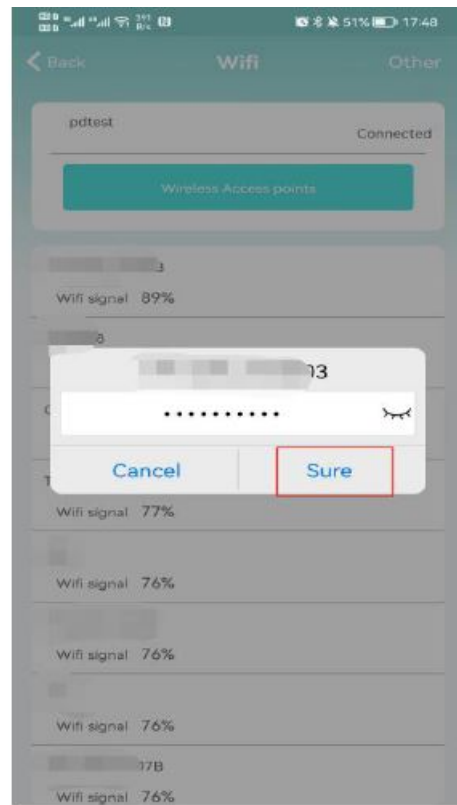 51% 17:48
Back Wifi Other
pdtest
Connected
Wireless Access points
3
Wifi signal 89%
8
03
••••••••••
Cancel Sure
Wifi signal 77%
Wifi signal 76%
Wifi signal 76%
Wifi signal 76%
07B
Wifi signal 76%